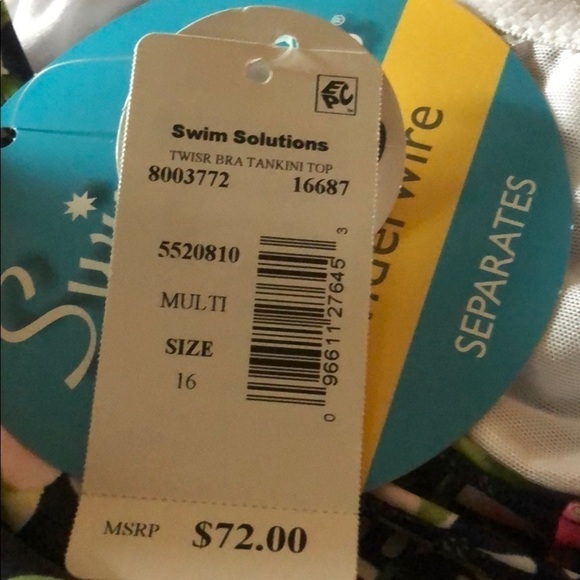 EPC
Swim Solutions
TWISR BRA TANKINI TOP
8003772 16687
5520810
MULTI
SIZE
16
0 96611 27645 3
MSRP $72.00
SEPARATES